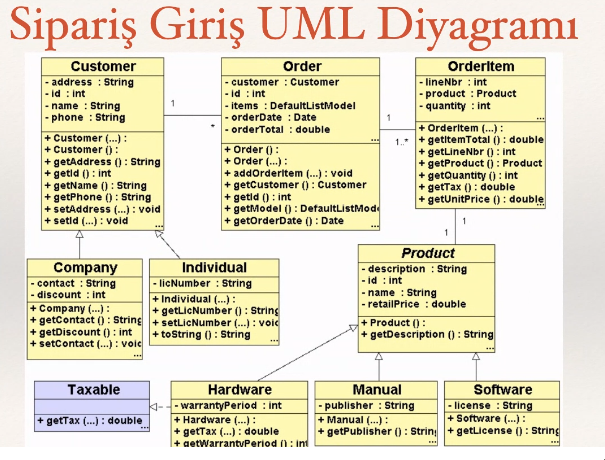 Sipariş Giriş UML Diyagramı
Customer
- address : String
- id : int
- name : String
- phone : String
...
+ Customer (...) :
+ Customer () :
+ getAddress () : String
+ getId () : int
+ getName () : String
+ getPhone () : String
+ setAddress (...) : void
+ setId (...) : void
...
1
*
Order
- customer : Customer
- id : int
- items : DefaultListModel
- orderDate : Date
- orderTotal : double
...
+ Order () :
+ Order (...) :
+ addOrderItem (...) : void
+ getCustomer () : Customer
+ getId () : int
+ getModel () : DefaultListMode
+ getOrderDate () : Date
...
1
1..*
OrderItem
- lineNbr : int
- product : Product
- quantity : int
...
+ OrderItem (...) :
+ getItemTotal () : double
+ getLineNbr () : int
+ getProduct () : Product
+ getQuantity () : int
+ getTax () : double
+ getUnitPrice () : double
...
1
1
Company
- contact : String
- discount : int
+ Company (...) :
+ getContact () : String
+ getDiscount () : int
+ setContact (...) : void
...
Individual
- licNumber : String
+ Individual (...) :
+ getLicNumber () : String
+ setLicNumber (...) : void
+ toString () : String
...
Product
- description : String
- id : int
- name : String
- retailPrice : double
+ Product () :
+ getDescription () : String
...
Taxable
+ getTax (...) : double
...
Hardware
- warrantyPeriod : int
+ Hardware (...) :
+ getTax (...) : double
+ getWarrantyPeriod () : int
Manual
- publisher : String
+ Manual (...) :
+ getPublisher () : String
...
Software
- license : String
+ Software (...) :
+ getLicense () : String
...